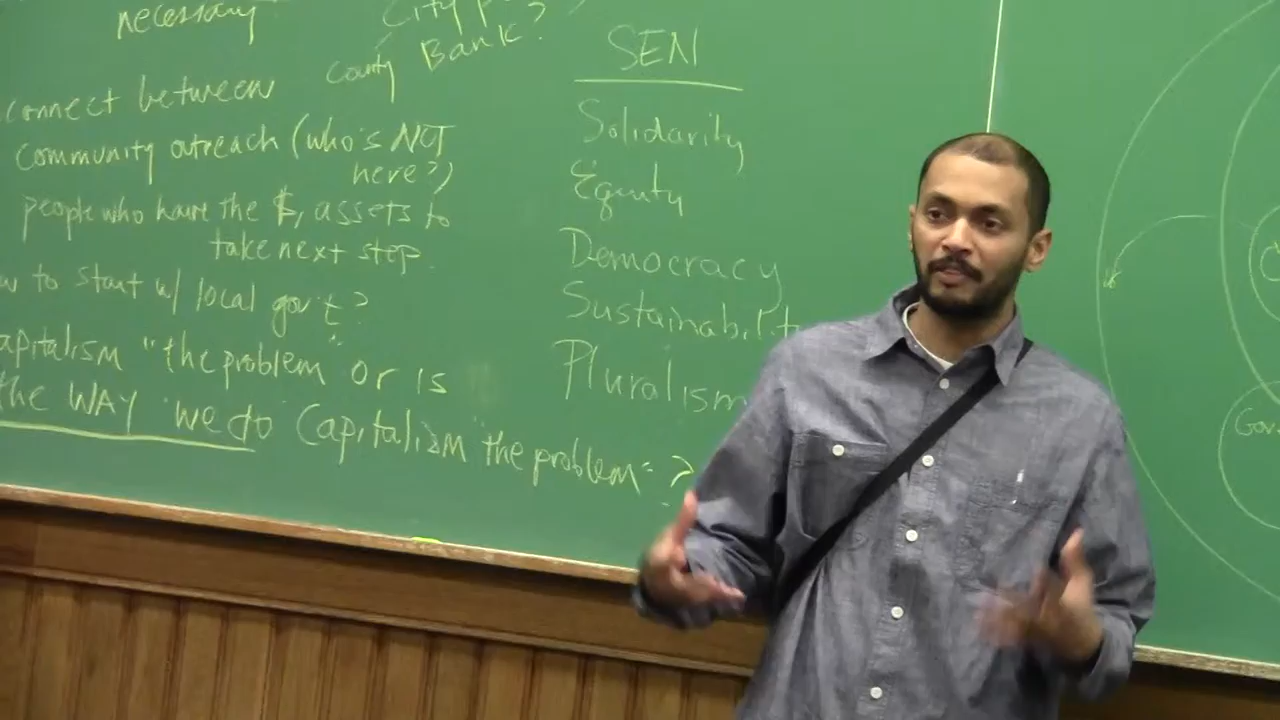 necessary
City
County Bank?
connect between
community outreach (who's NOT
here?)
people who have the $, assets to
take next step
to start w/ local gov't?
apitalism "the problem" or is
the WAY we do Capitalism "the problem"?
SEN
Solidarity
Equity
Democracy
Sustainabilit
Pluralism
Gov